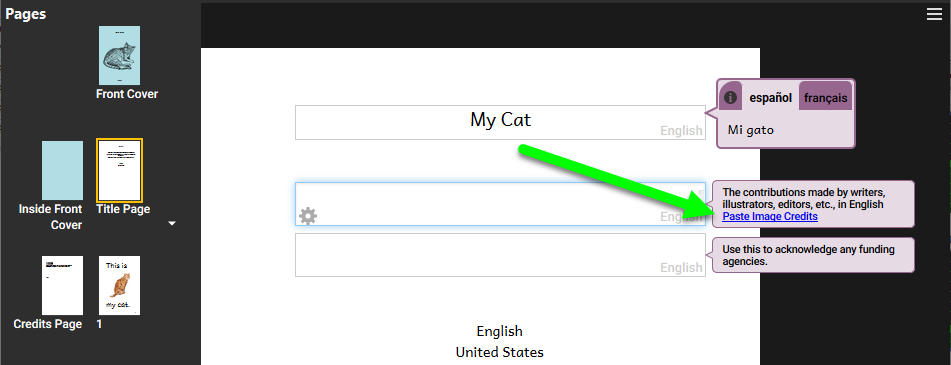 Pages
Front Cover
Inside Front
Cover
Title Page
Credits Page
This is
my cat.
1
My Cat
English
español
français
Mi gato
English
The contributions made by writers,
illustrators, editors, etc., in English
Paste Image Credits
English
Use this to acknowledge any funding
agencies.
English
United States